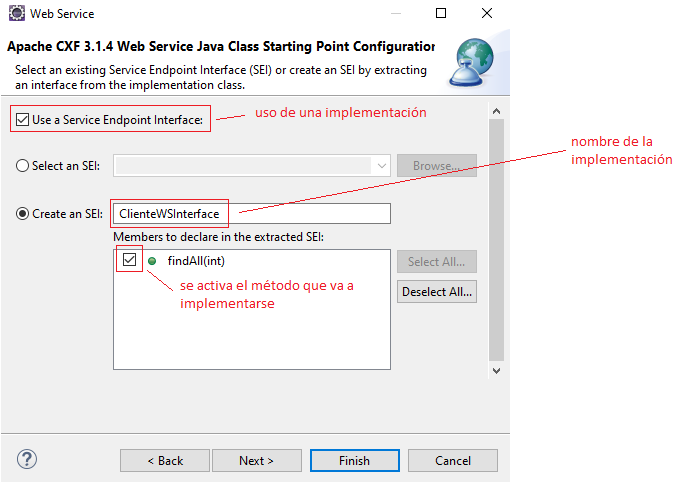 Web Service
Apache CXF 3.1.4 Web Service Java Class Starting Point Configuration
Select an existing Service Endpoint Interface (SEI) or create an SEI by extracting
an interface from the implementation class.
Use a Service Endpoint Interface:
uso de una implementación
nombre de la
implementación
Select an SEI:
Browse...
Create an SEI:
ClienteWSInterface
Members to declare in the extracted SEI:
findAll(int)
Select All...
se activa el método que va a
implementarse
Deselect All...
?
< Back
Next >
Finish
Cancel